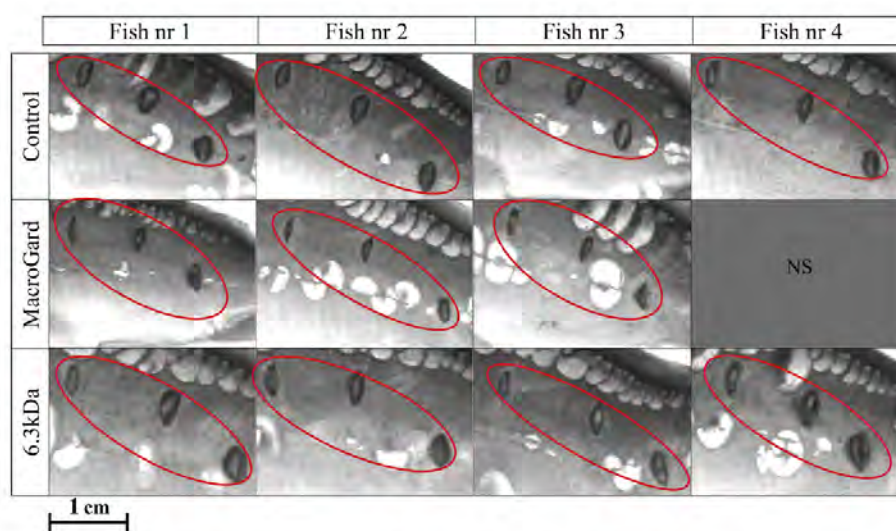 Fish nr 1 Fish nr 2 Fish nr 3 Fish nr 4
Control
MacroGard
NS
6.3kDa
1 cm